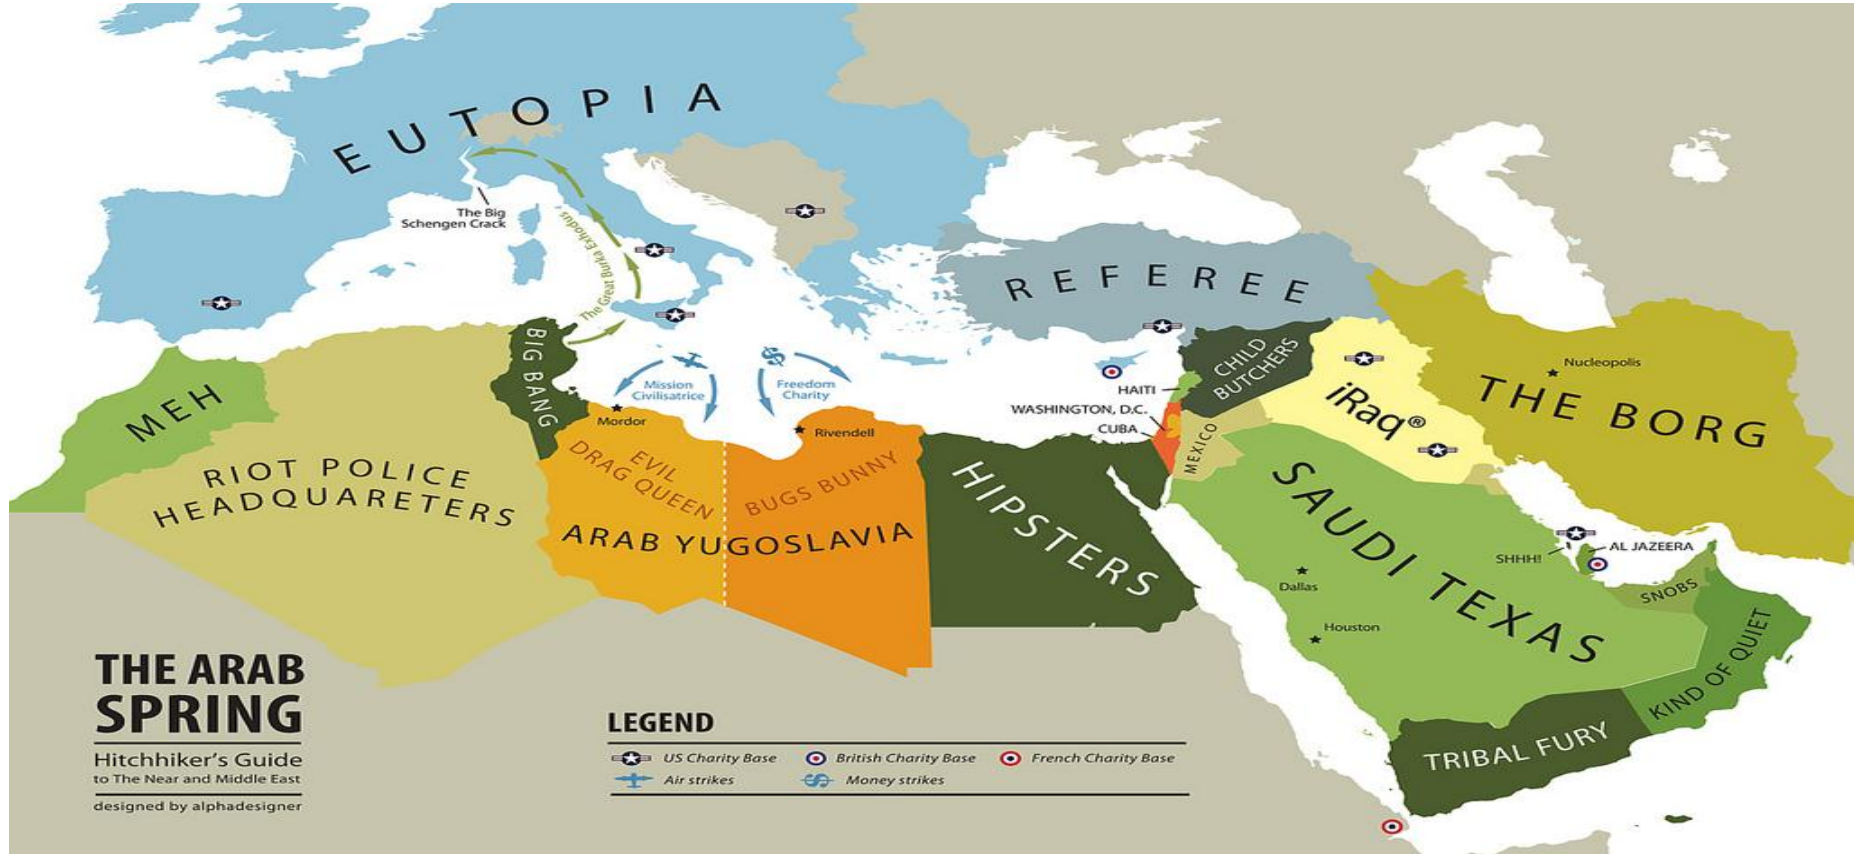 EUTOPIA
The Big
Schengen Crack
The Great Burka Exhodus
REFEREE
MEH
BIG BANG
RIOT POLICE
HEADQUARETERS
Mission
Civilisatrice
Freedom
Charity
Mordor
Rivendell
EVIL
DRAG QUEEN
BUGS BUNNY
ARAB YUGOSLAVIA
HIPSTERS
CHILD
BUTCHERS
HAITI
WASHINGTON, D.C.
CUBA
MEXICO
iRaq®
Nucleopolis
THE BORG
SAUDI TEXAS
Dallas
Houston
SHHH!
AL JAZEERA
SNOBS
KIND OF QUIET
TRIBAL FURY
THE ARAB
SPRING
Hitchhiker's Guide
to The Near and Middle East
designed by alphadesigner
LEGEND
US Charity Base
British Charity Base
French Charity Base
Air strikes
$ Money strikes